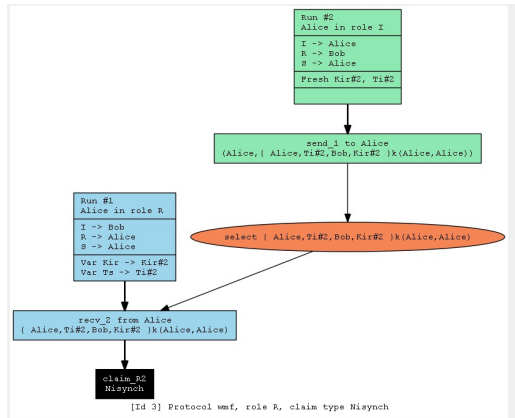 Run #2
Alice in role I
I -> Alice
R -> Bob
S -> Alice
Fresh Kir#2, Ti#2
send_1 to Alice
(Alice,{ Alice,Ti#2,Bob,Kir#2 }k(Alice,Alice))
Run #1
Alice in role R
I -> Bob
R -> Alice
S -> Alice
Var Kir -> Kir#2
Var Ts -> Ti#2
select { Alice,Ti#2,Bob,Kir#2 }k(Alice,Alice)
recv_2 from Alice
{ Alice,Ti#2,Bob,Kir#2 }k(Alice,Alice)
claim_R2
Nisynch
[Id 3] Protocol wmf, role R, claim type Nisynch